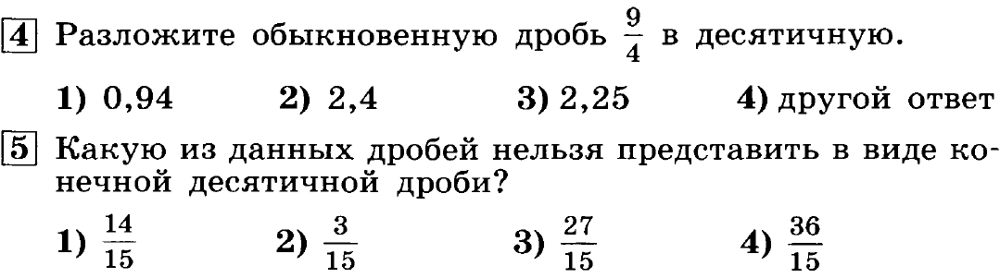 4 Разложите обыкновенную дробь 9/4 в десятичную.
1) 0,94 2) 2,4 3) 2,25 4) другой ответ
5 Какую из данных дробей нельзя представить в виде ко-
нечной десятичной дроби?
1) 14/15 2) 3/15 3) 27/15 4) 36/15